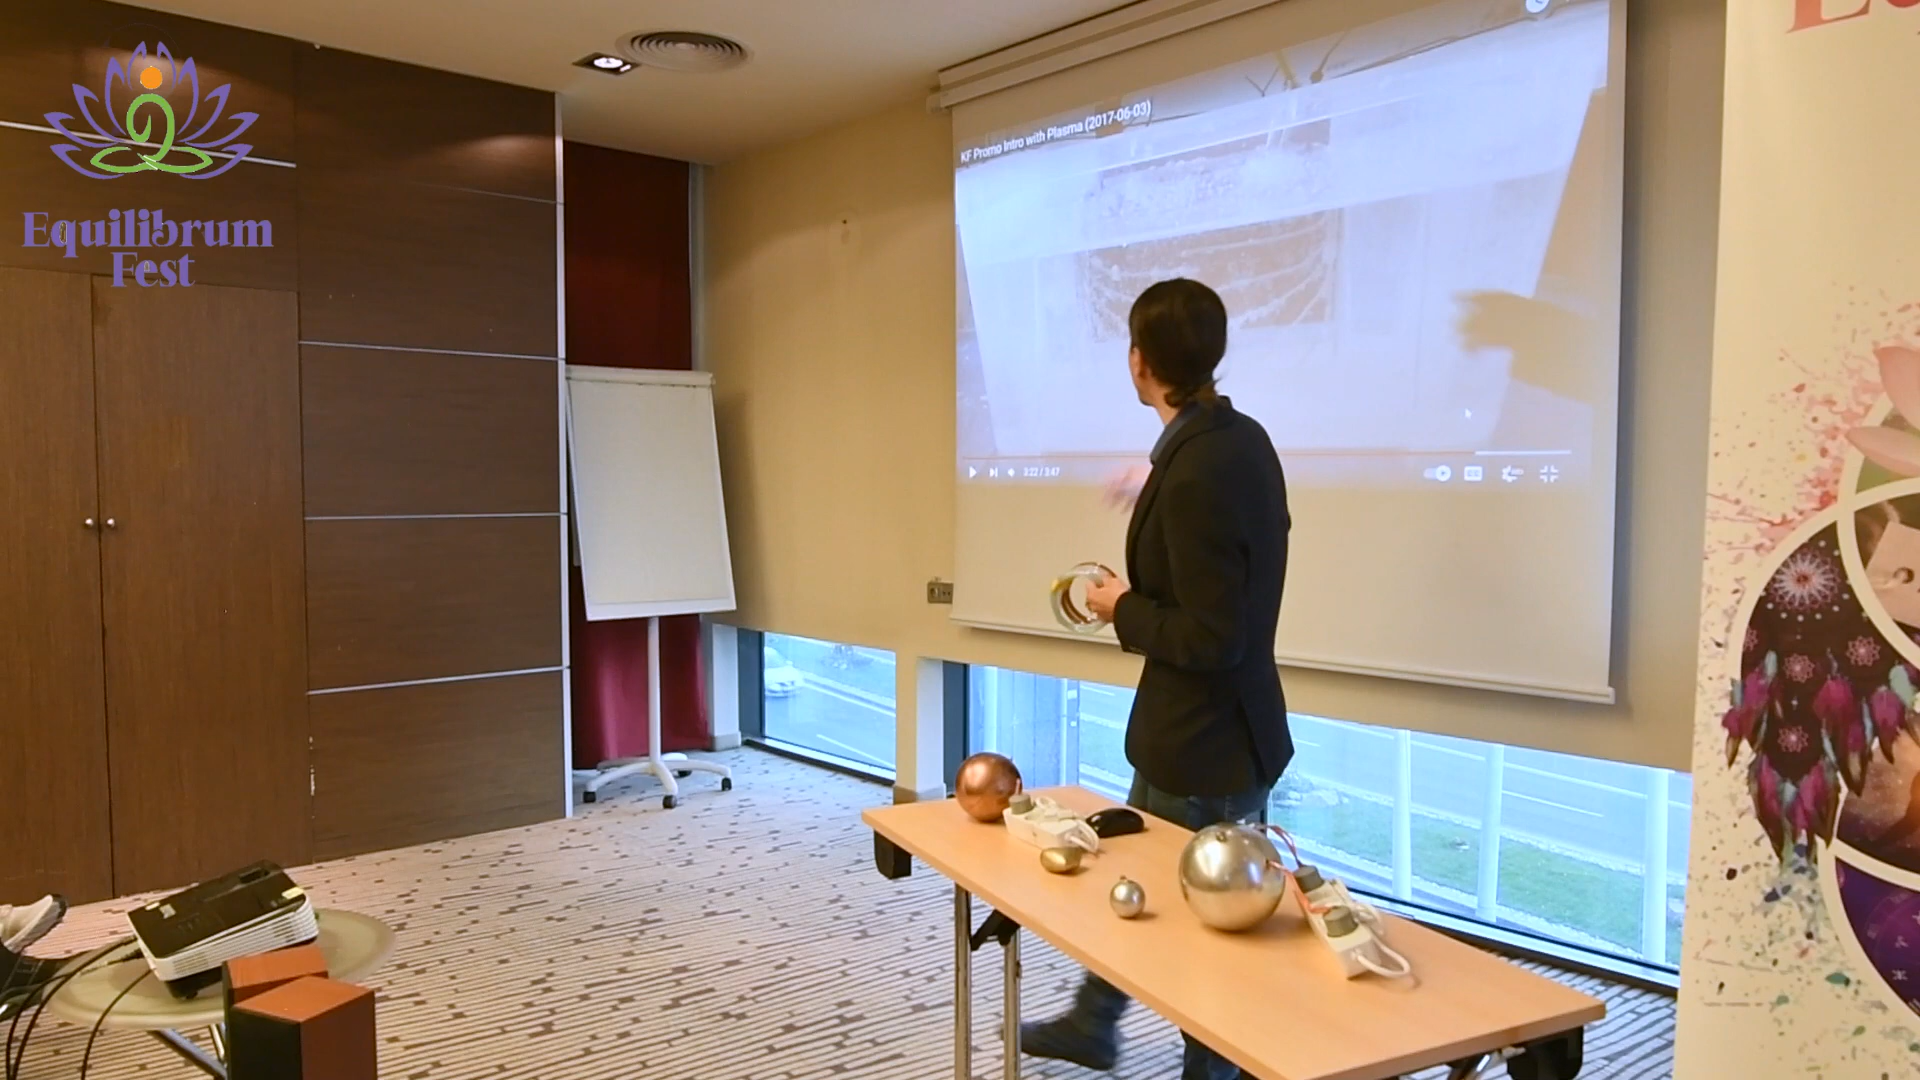 Equilibrum
Fest
KF Promo Intro with Plasma (2017-06-03)
3:22 / 3:47